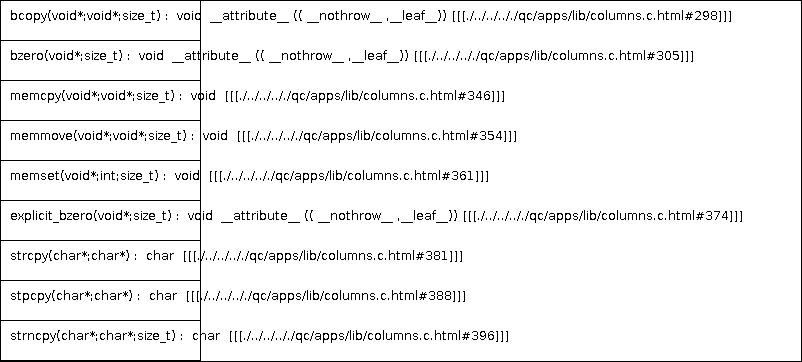 bcopy(void*;void*;size_t) : void __attribute__ (( __nothrow__ ,__leaf__)) [[[./../../../qc/apps/lib/columns.c.html#298]]]
bzero(void*;size_t) : void __attribute__ (( __nothrow__ ,__leaf__)) [[[./../../../qc/apps/lib/columns.c.html#305]]]
memcpy(void*;void*;size_t) : void [[[./../../../qc/apps/lib/columns.c.html#346]]]
memmove(void*;void*;size_t) : void [[[./../../../qc/apps/lib/columns.c.html#354]]]
memset(void*;int;size_t) : void [[[./../../../qc/apps/lib/columns.c.html#361]]]
explicit_bzero(void*;size_t) : void __attribute__ (( __nothrow__ ,__leaf__)) [[[./../../../qc/apps/lib/columns.c.html#374]]]
strcpy(char*;char*) : char [[[./../../../qc/apps/lib/columns.c.html#381]]]
stpcpy(char*;char*) : char [[[./../../../qc/apps/lib/columns.c.html#388]]]
strncpy(char*;char*;size_t) : char [[[./../../../qc/apps/lib/columns.c.html#396]]]